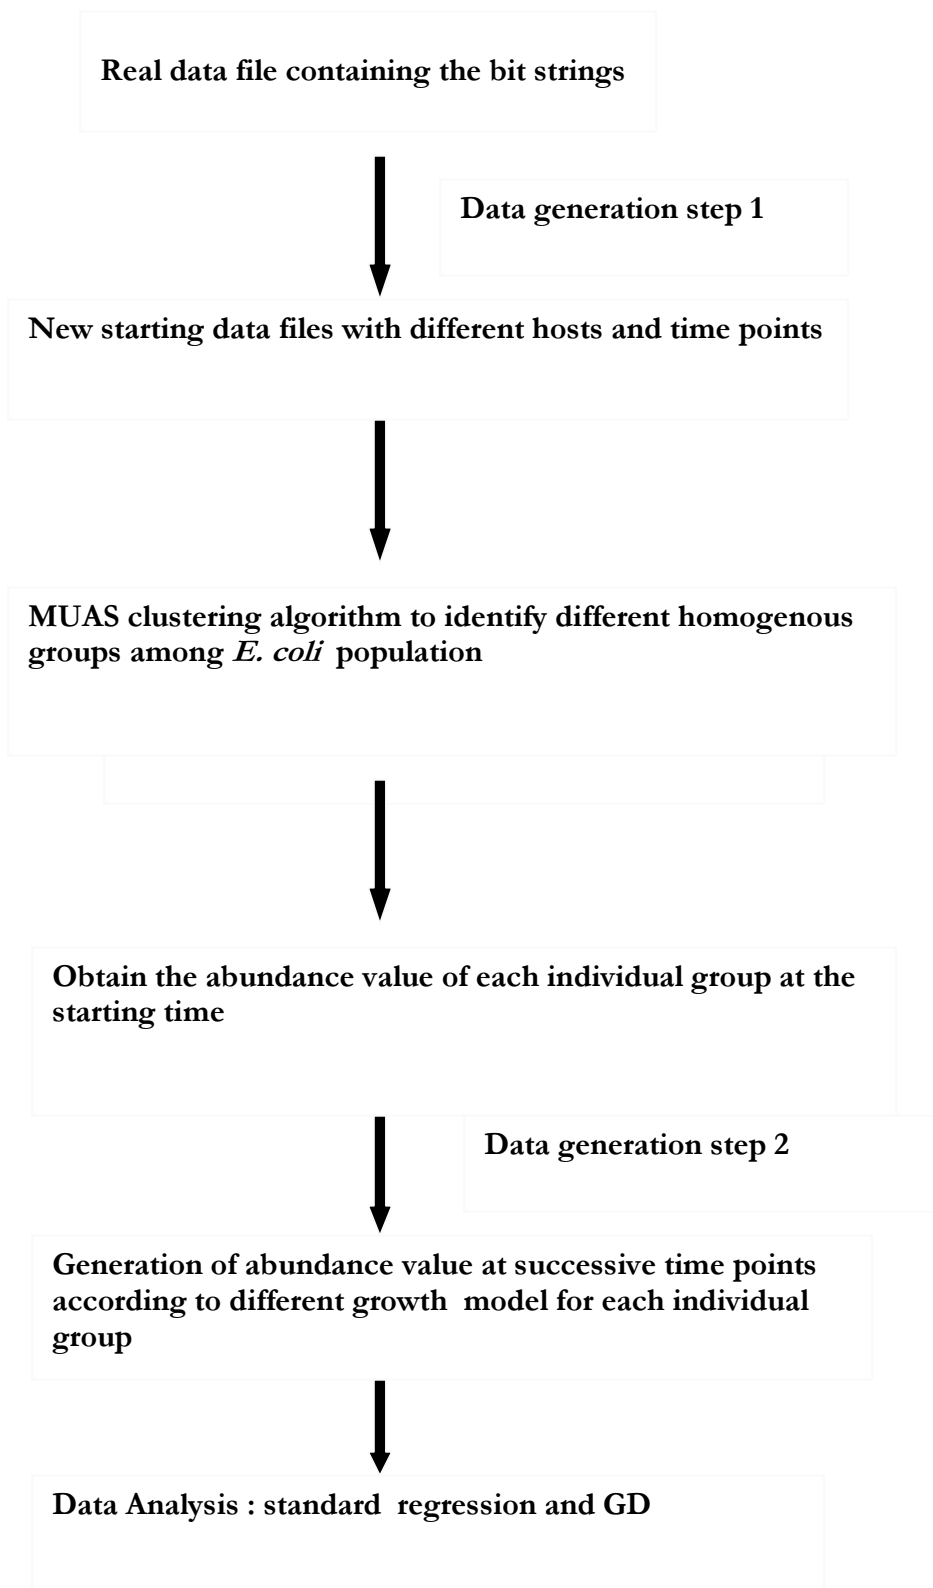 Real data file containing the bit strings
Data generation step 1
New starting data files with different hosts and time points
MUAS clustering algorithm to identify different homogenous
groups among E. coli population
Obtain the abundance value of each individual group at the
starting time
Data generation step 2
Generation of abundance value at successive time points
according to different growth model for each individual
group
Data Analysis : standard regression and GD